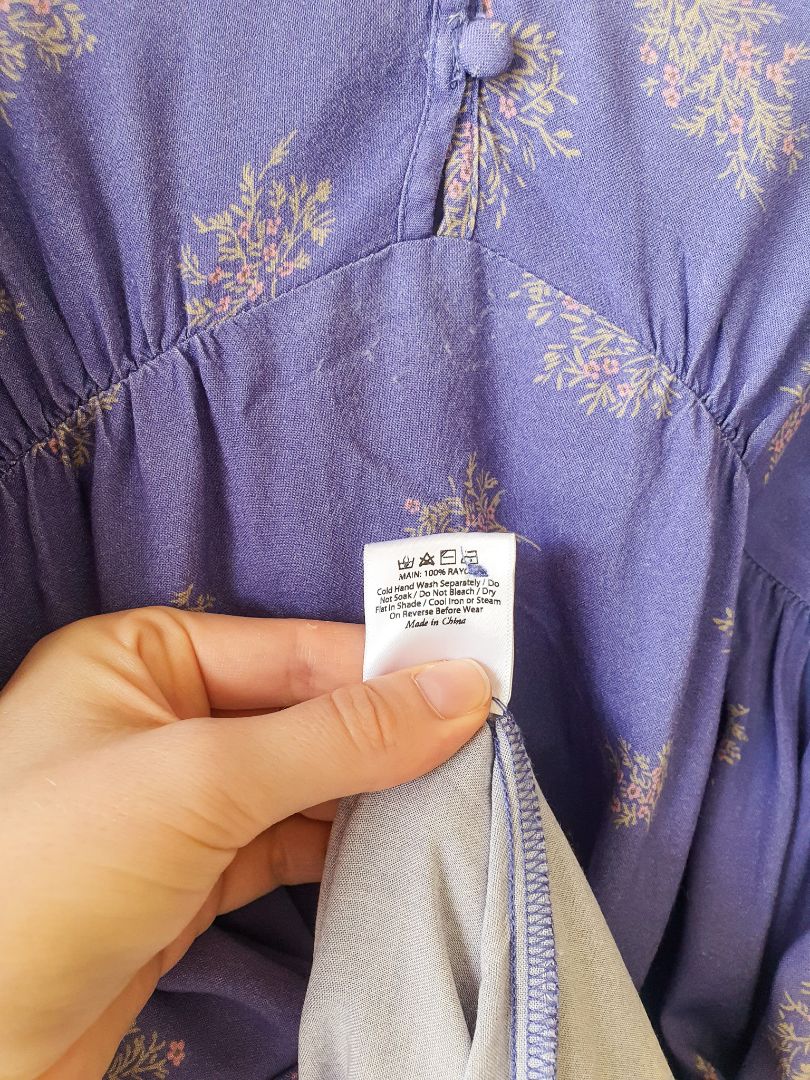 MAIN: 100%
Cold Hand Wash Separately / Do
Not Soak / Do Not Bleach / Dry
Flat in Shade / Cool Iron or Steam
On Reverse Before Wear
Made in China